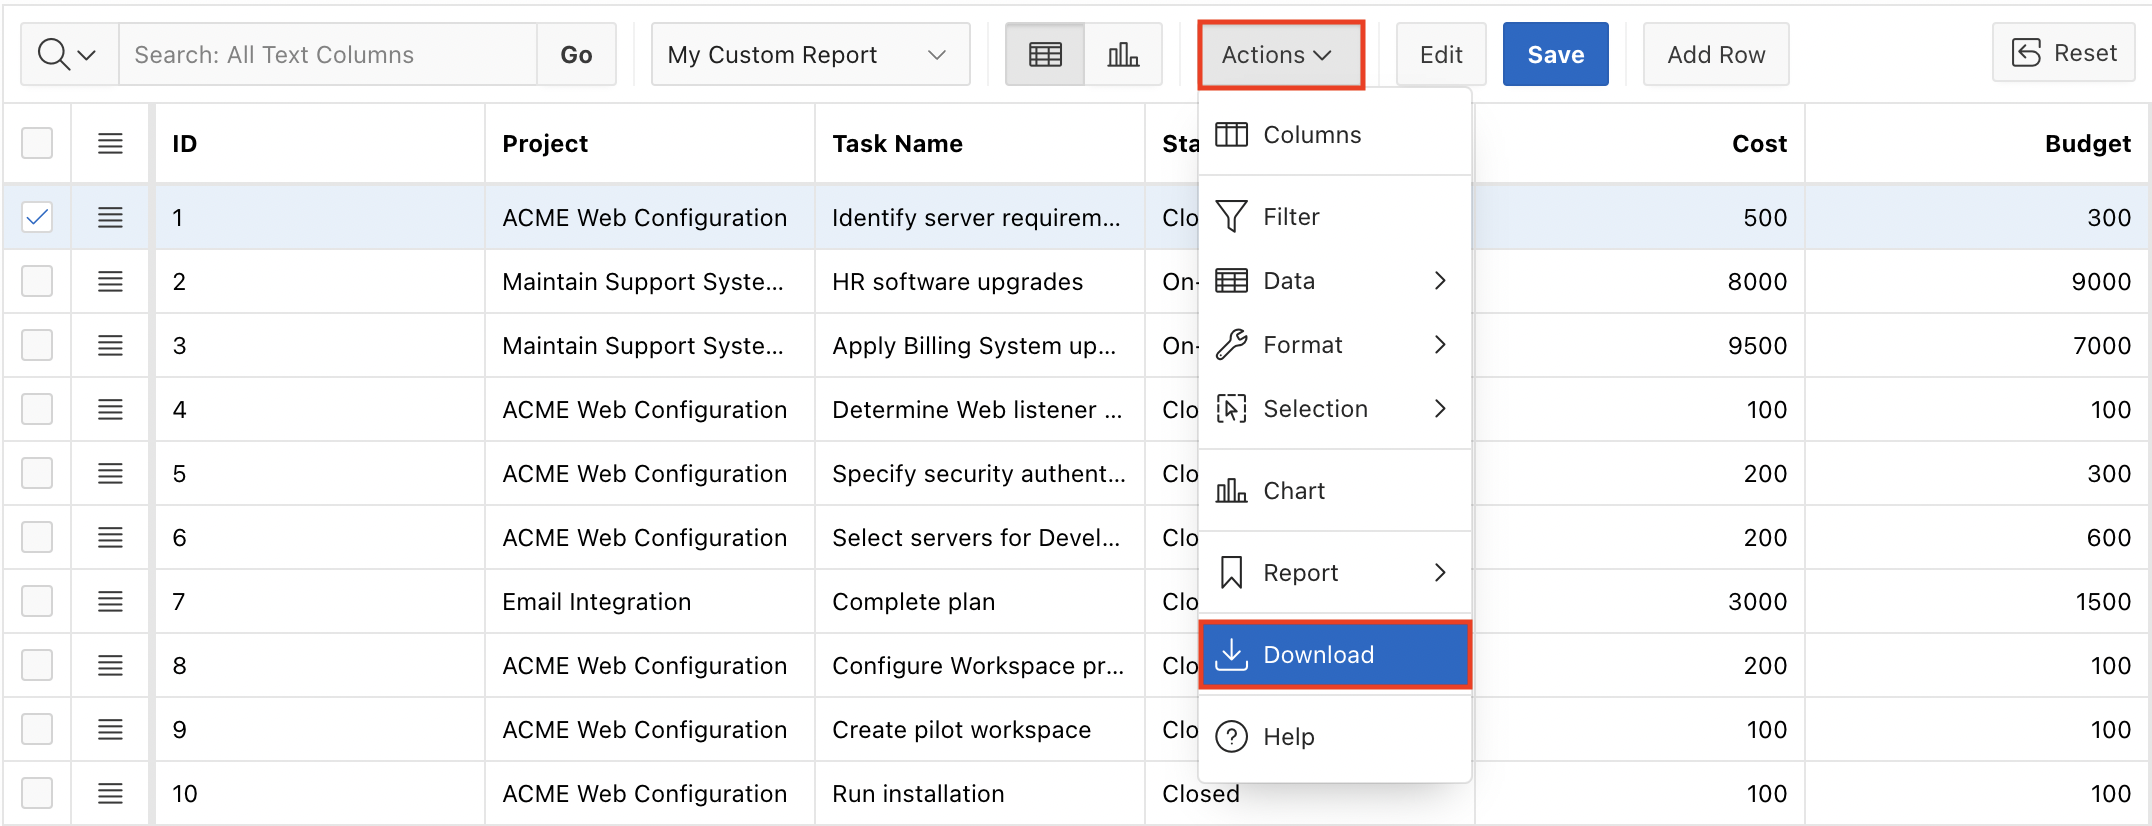 Search: All Text Columns Go My Custom Report Actions Edit Save Add Row Reset
ID Project Task Name Sta Cost Budget
1 ACME Web Configuration Identify server requirem... Clo 500 300
2 Maintain Support Syste... HR software upgrades On- 8000 9000
3 Maintain Support Syste... Apply Billing System up... On- 9500 7000
4 ACME Web Configuration Determine Web listener ... Clo 100 100
5 ACME Web Configuration Specify security authent... Clo 200 300
6 ACME Web Configuration Select servers for Devel... Clo 200 600
7 Email Integration Complete plan Clo 3000 1500
8 ACME Web Configuration Configure Workspace pr... Clo 200 100
9 ACME Web Configuration Create pilot workspace Clo 100 100
10 ACME Web Configuration Run installation Closed 100 100
Columns
Filter
Data
Format
Selection
Chart
Report
Download
Help